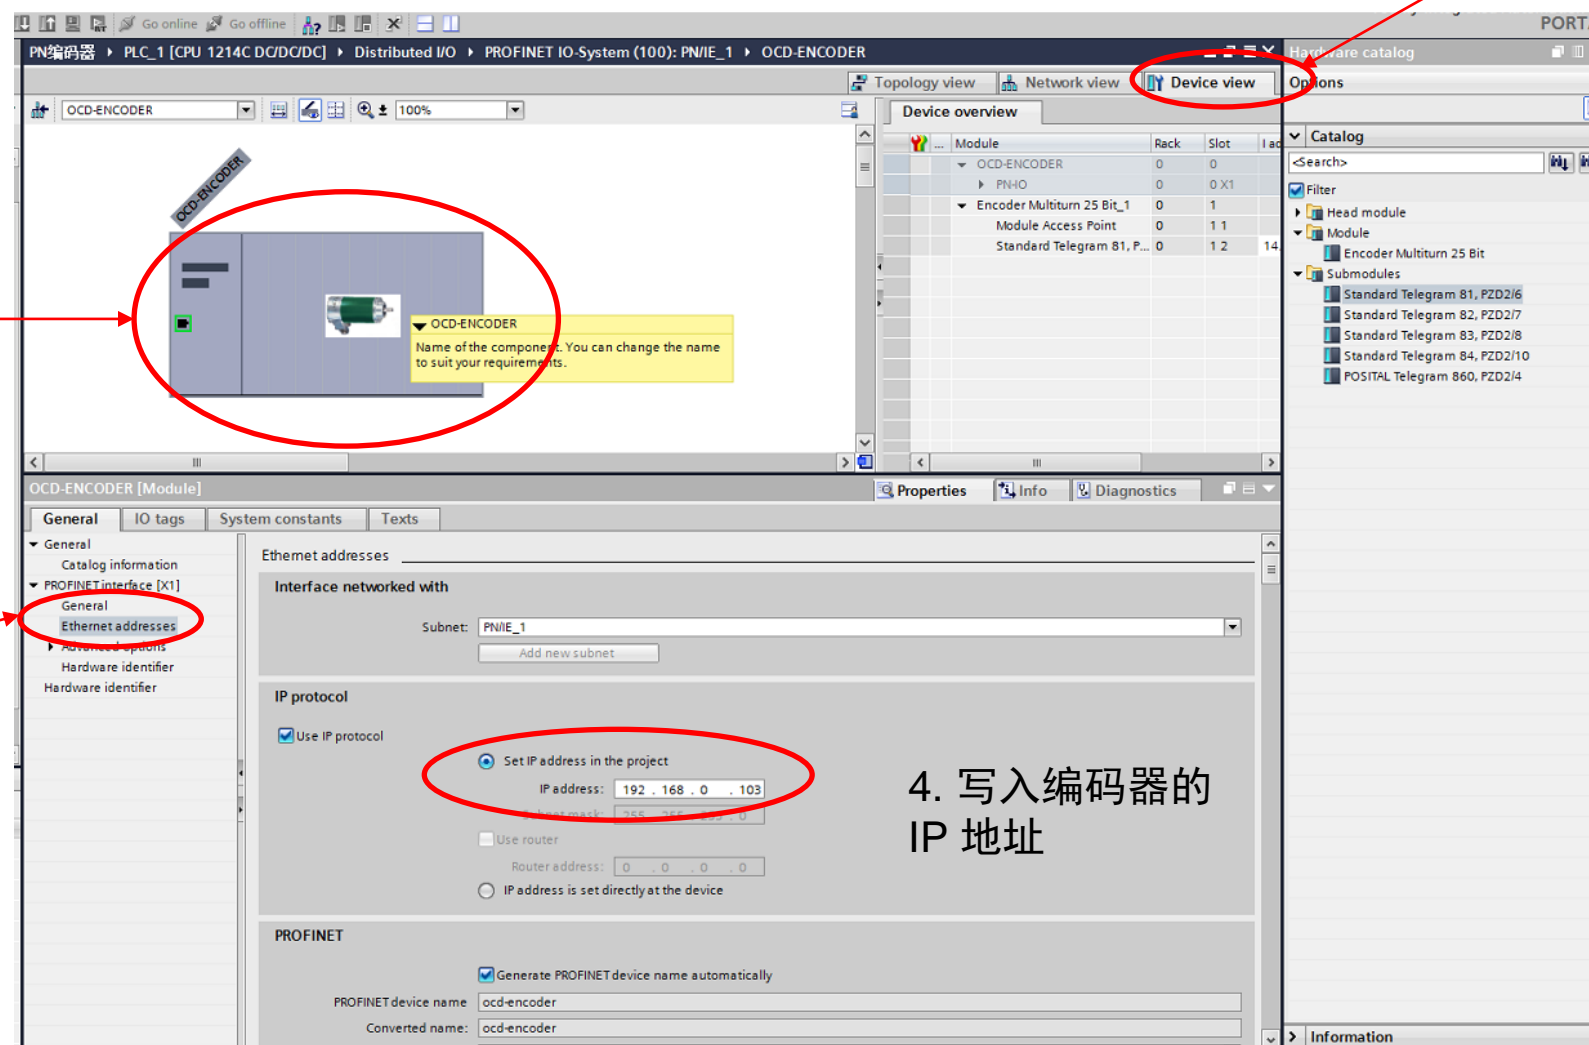 Go online
Go offline
PORT
PN编码器 ▸ PLC_1 [CPU 1214C DC/DC/DC] ▸ Distributed I/O ▸ PROFINET IO-System (100): PN/IE_1 ▸ OCD-ENCODER
Hardware catalog
Topology view
Network view
Device view
Options
OCD-ENCODER
100%
Device overview
Catalog
... Module Rack Slot I ad
<Search>
OCD-ENCODER 0 0
PN-IO 0 0 X1
Encoder Multiturn 25 Bit_1 0 1
Module Access Point 0 1 1
Standard Telegram 81, P... 0 1 2 14.
Filter
Head module
Module
Encoder Multiturn 25 Bit
Submodules
Standard Telegram 81, PZD2/6
Standard Telegram 82, PZD2/7
Standard Telegram 83, PZD2/8
Standard Telegram 84, PZD2/10
POSITAL Telegram 860, PZD2/4
OCD-ENCODER
OCD-ENCODER
Name of the component. You can change the name
to suit your requirements.
OCD-ENCODER [Module]
Properties
Info
Diagnostics
General
IO tags
System constants
Texts
General
Catalog information
PROFINET interface [X1]
General
Ethernet addresses
Advanced options
Hardware identifier
Hardware identifier
Ethernet addresses
Interface networked with
Subnet: PN/IE_1
Add new subnet
IP protocol
Use IP protocol
Set IP address in the project
IP address: 192 . 168 . 0 . 103
Subnet mask: 255 . 255 . 255 . 0
Use router
Router address: 0 . 0 . 0 . 0
IP address is set directly at the device
4. 写入编码器的
IP 地址
PROFINET
Generate PROFINET device name automatically
PROFINET device name ocd-encoder
Converted name: ocd-encoder
Information